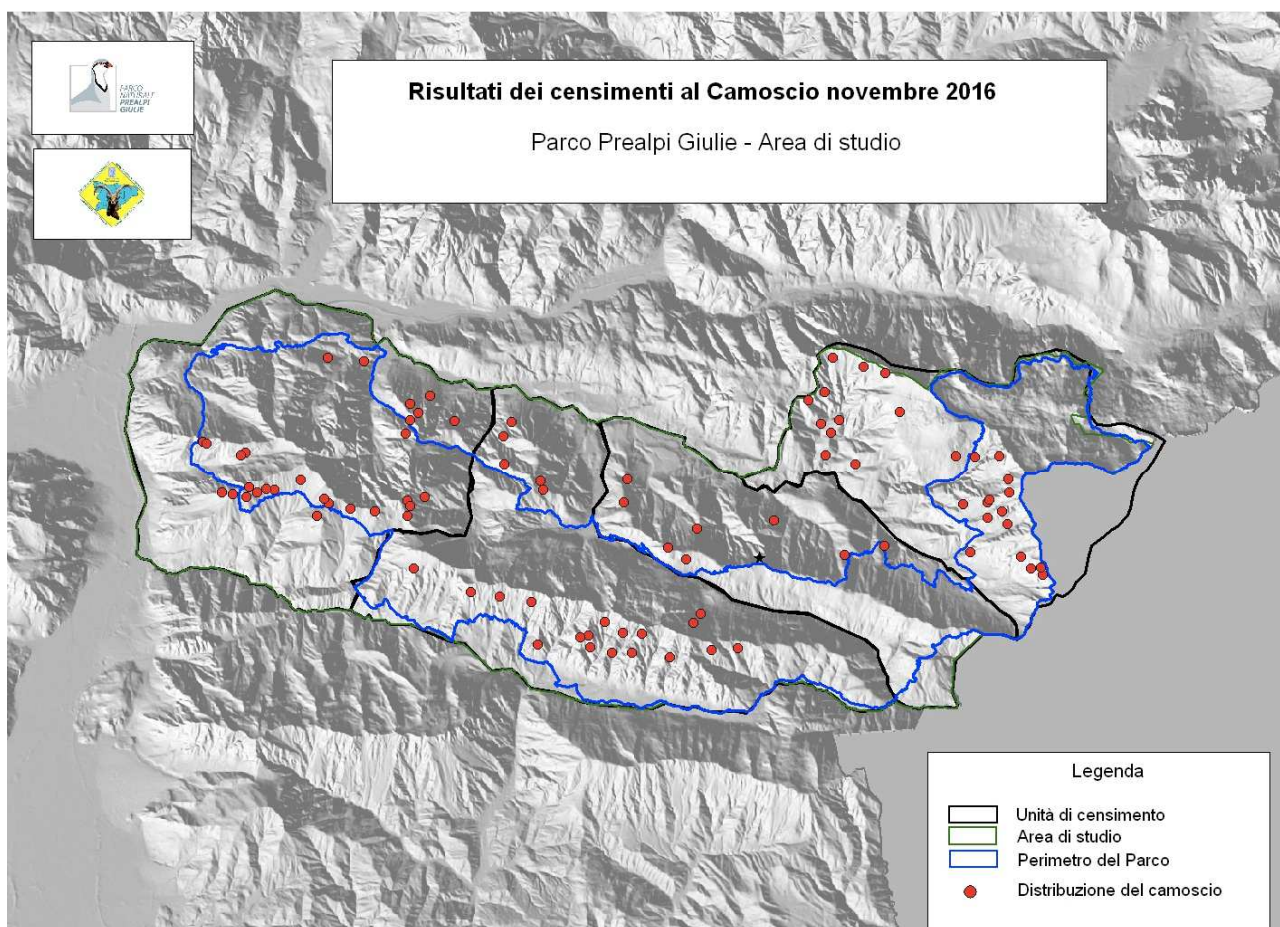 PARCO
NATURALE
PREALPI
GIULIE
Risultati dei censimenti al Camoscio novembre 2016
Parco Prealpi Giulie - Area di studio
Legenda
Unità di censimento
Area di studio
Perimetro del Parco
Distribuzione del camoscio